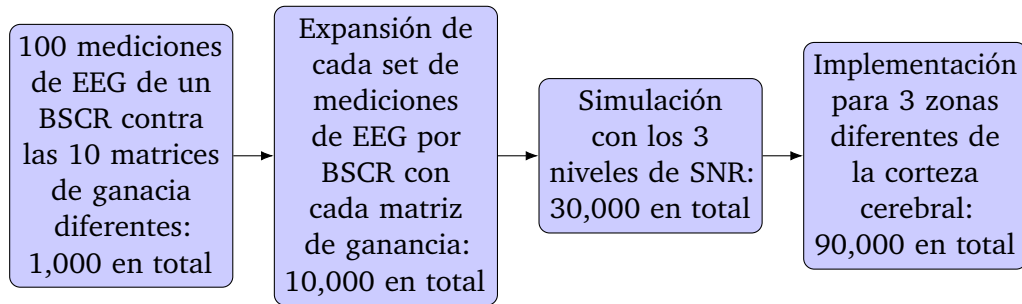 100 mediciones
de EEG de un
BSCR contra
las 10 matrices
de ganacia
diferentes:
1,000 en total
Expansión de
cada set de
mediciones
de EEG por
BSCR con
cada matriz
de ganancia:
10,000 en total
Simulación
con los 3
niveles de SNR:
30,000 en total
Implementación
para 3 zonas
diferentes de
la corteza
cerebral:
90,000 en total